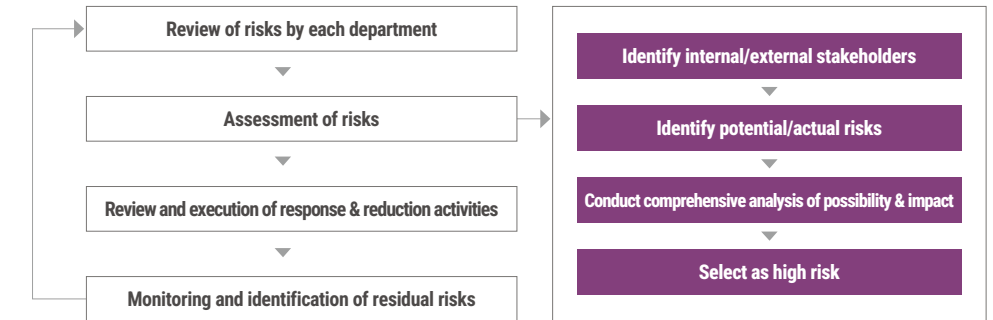 Review of risks by each department
Assessment of risks
Review and execution of response & reduction activities
Monitoring and identification of residual risks
Identify internal/external stakeholders
Identify potential/actual risks
Conduct comprehensive analysis of possibility & impact
Select as high risk